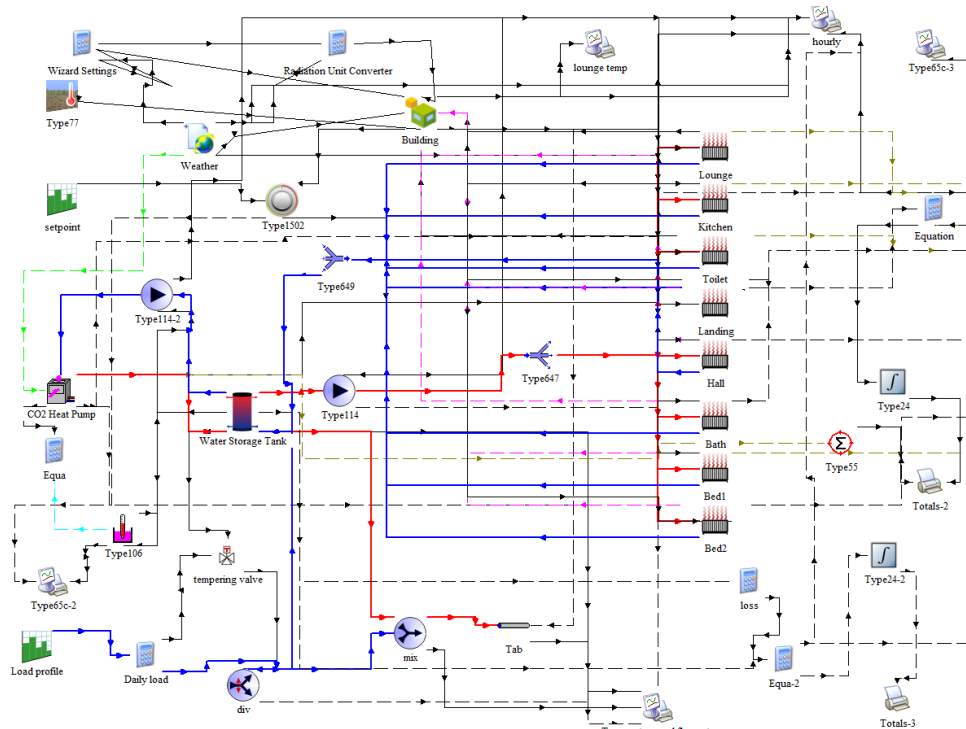 hourly
Wizard Settings
Radiation Unit Converter
lounge temp
Type65c-3
Type77
Building
Weather
Lounge
setpoint
Type1502
Kitchen
Equation
Type649
Toilet
Type114-2
Landing
Type647
Hall
CO2 Heat Pump
Type114
Type24
Water Storage Tank
Bath
Equa
Type55
Bed1
Totals-2
Type106
Bed2
tempering valve
Type24-2
Type65c-2
loss
Load profile
Daily load
mix
Tab
Equa-2
div
Totals-3